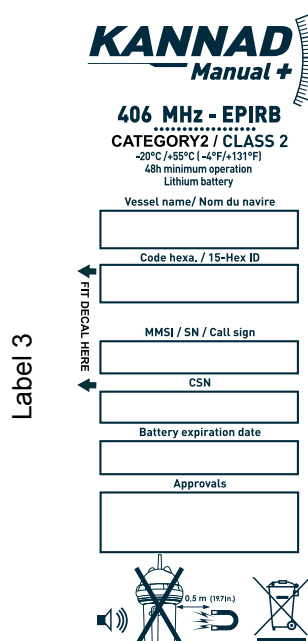 KANNAD
Manual +
406 MHz - EPIRB
CATEGORY2 / CLASS 2
-20°C /+55°C ( -4°F/+131°F)
48h minimum operation
Lithium battery
Vessel name/ Nom du navire
Code hexa. / 15-Hex ID
FIT DECAL HERE
MMSI / SN / Call sign
Label 3
CSN
Battery expiration date
Approvals
0,5 m (19.7in.)